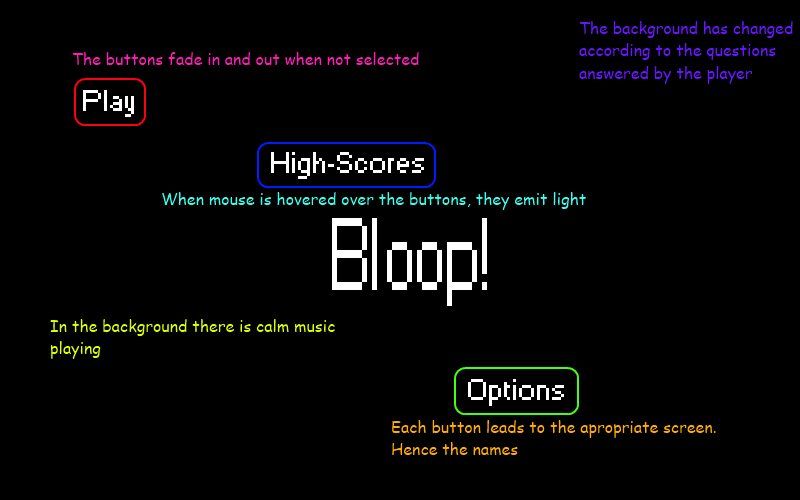 The background has changed
according to the questions
answered by the player
The buttons fade in and out when not selected
Play
High-Scores
When mouse is hovered over the buttons, they emit light
Bloop!
In the background there is calm music
playing
Options
Each button leads to the apropriate screen.
Hence the names